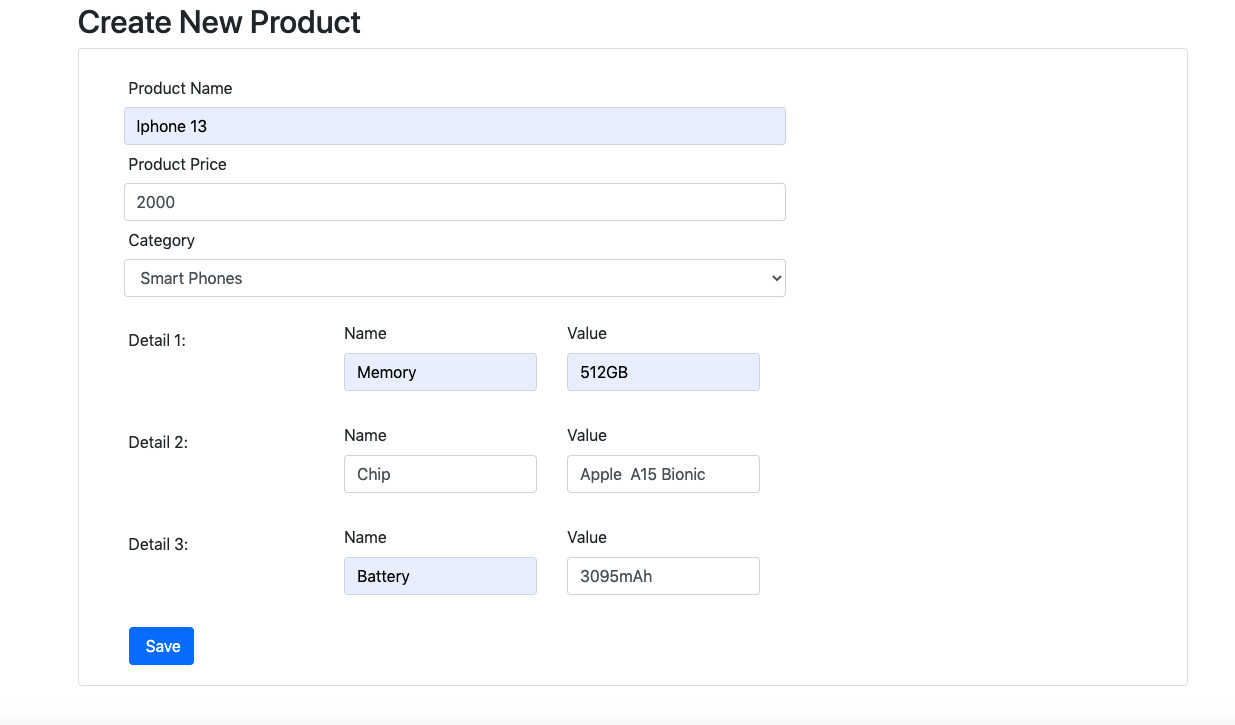 Create New Product
Product Name
Iphone 13
Product Price
2000
Category
Smart Phones
Detail 1:
Name Value
Memory 512GB
Detail 2:
Name Value
Chip Apple  A15 Bionic
Detail 3:
Name Value
Battery 3095mAh
Save